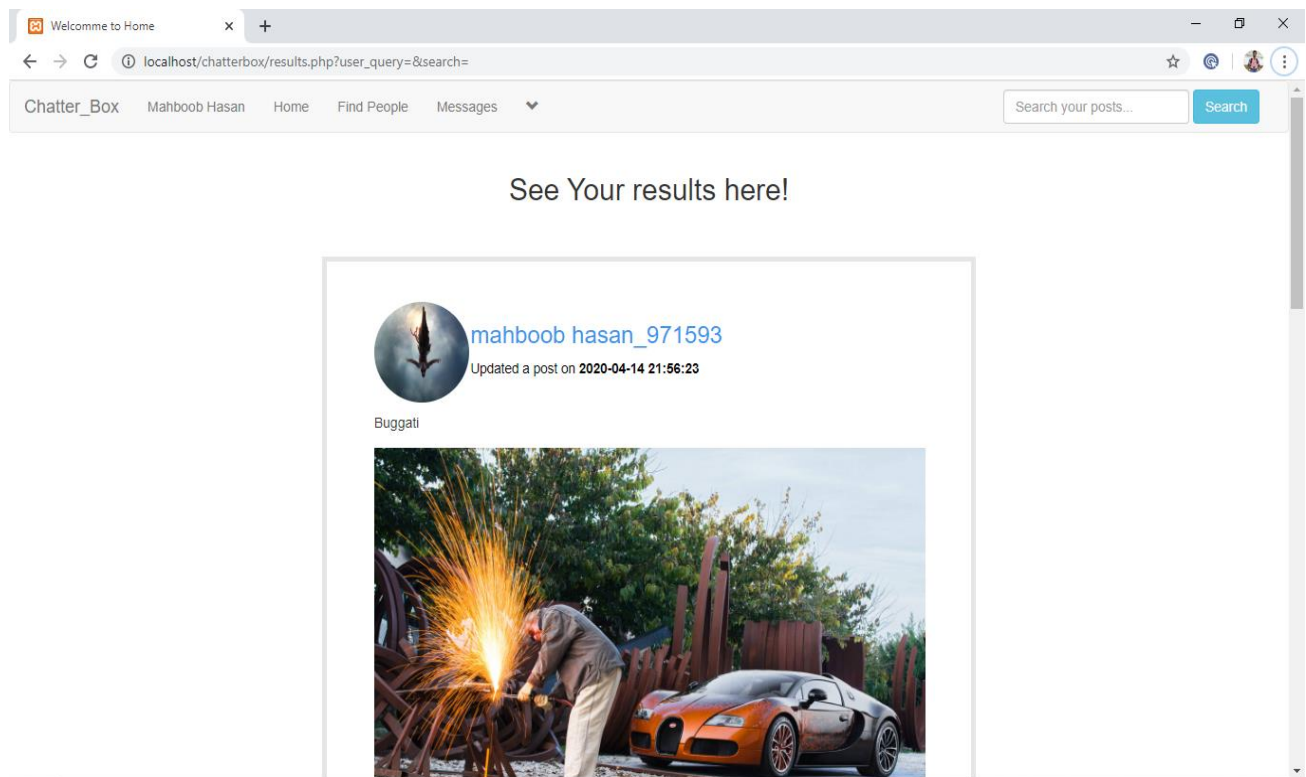 Welcomme to Home
localhost/chatterbox/results.php?user_query=&search=
Chatter_Box Mahboob Hasan Home Find People Messages Search your posts... Search
See Your results here!
mahboob hasan_971593
Updated a post on 2020-04-14 21:56:23
Buggati